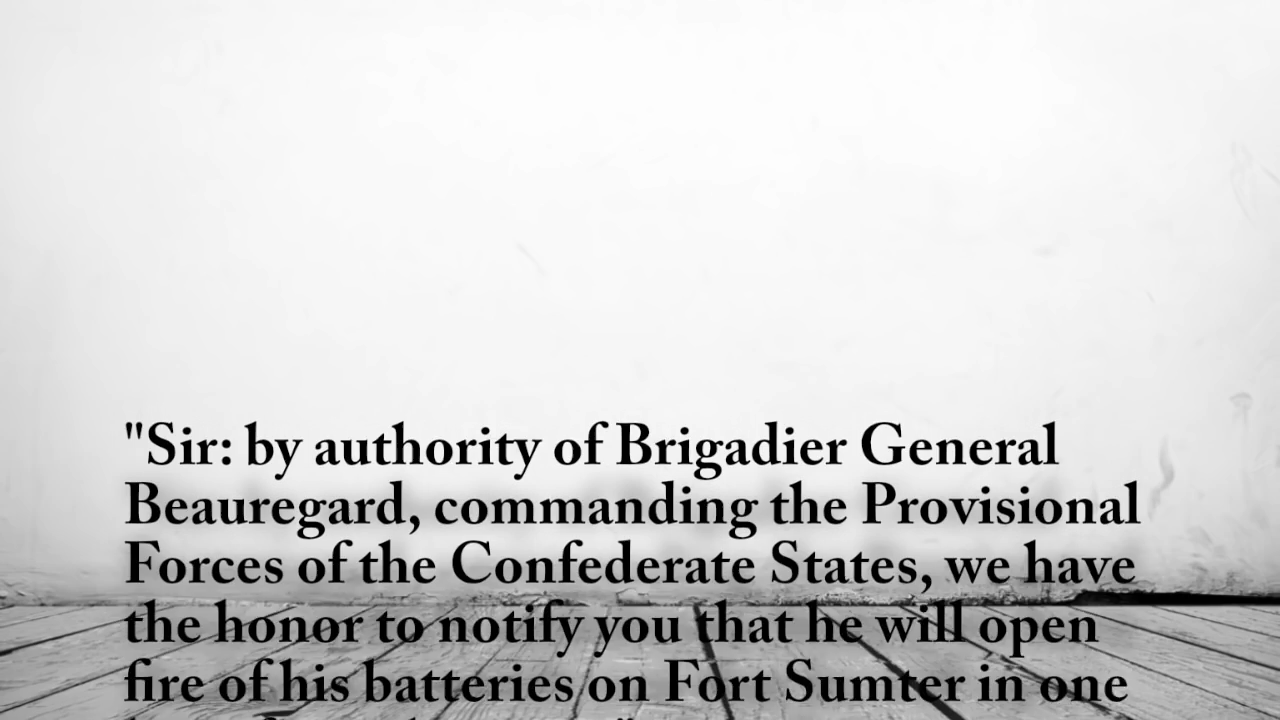 "Sir: by authority of Brigadier General
Beauregard, commanding the Provisional
Forces of the Confederate States, we have
the honor to notify you that he will open
fire of his batteries on Fort Sumter in one